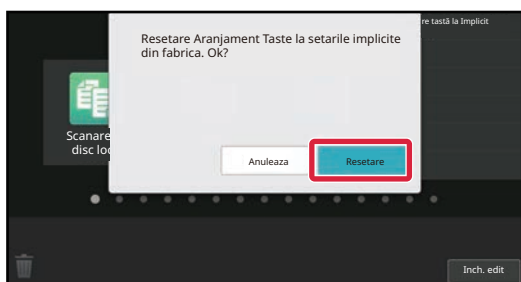 re tastă la Implicit
Resetare Aranjament Taste la setarile implicite
din fabrica. Ok?
Scanare
disc loc
Anuleaza
Resetare
Inch. edit